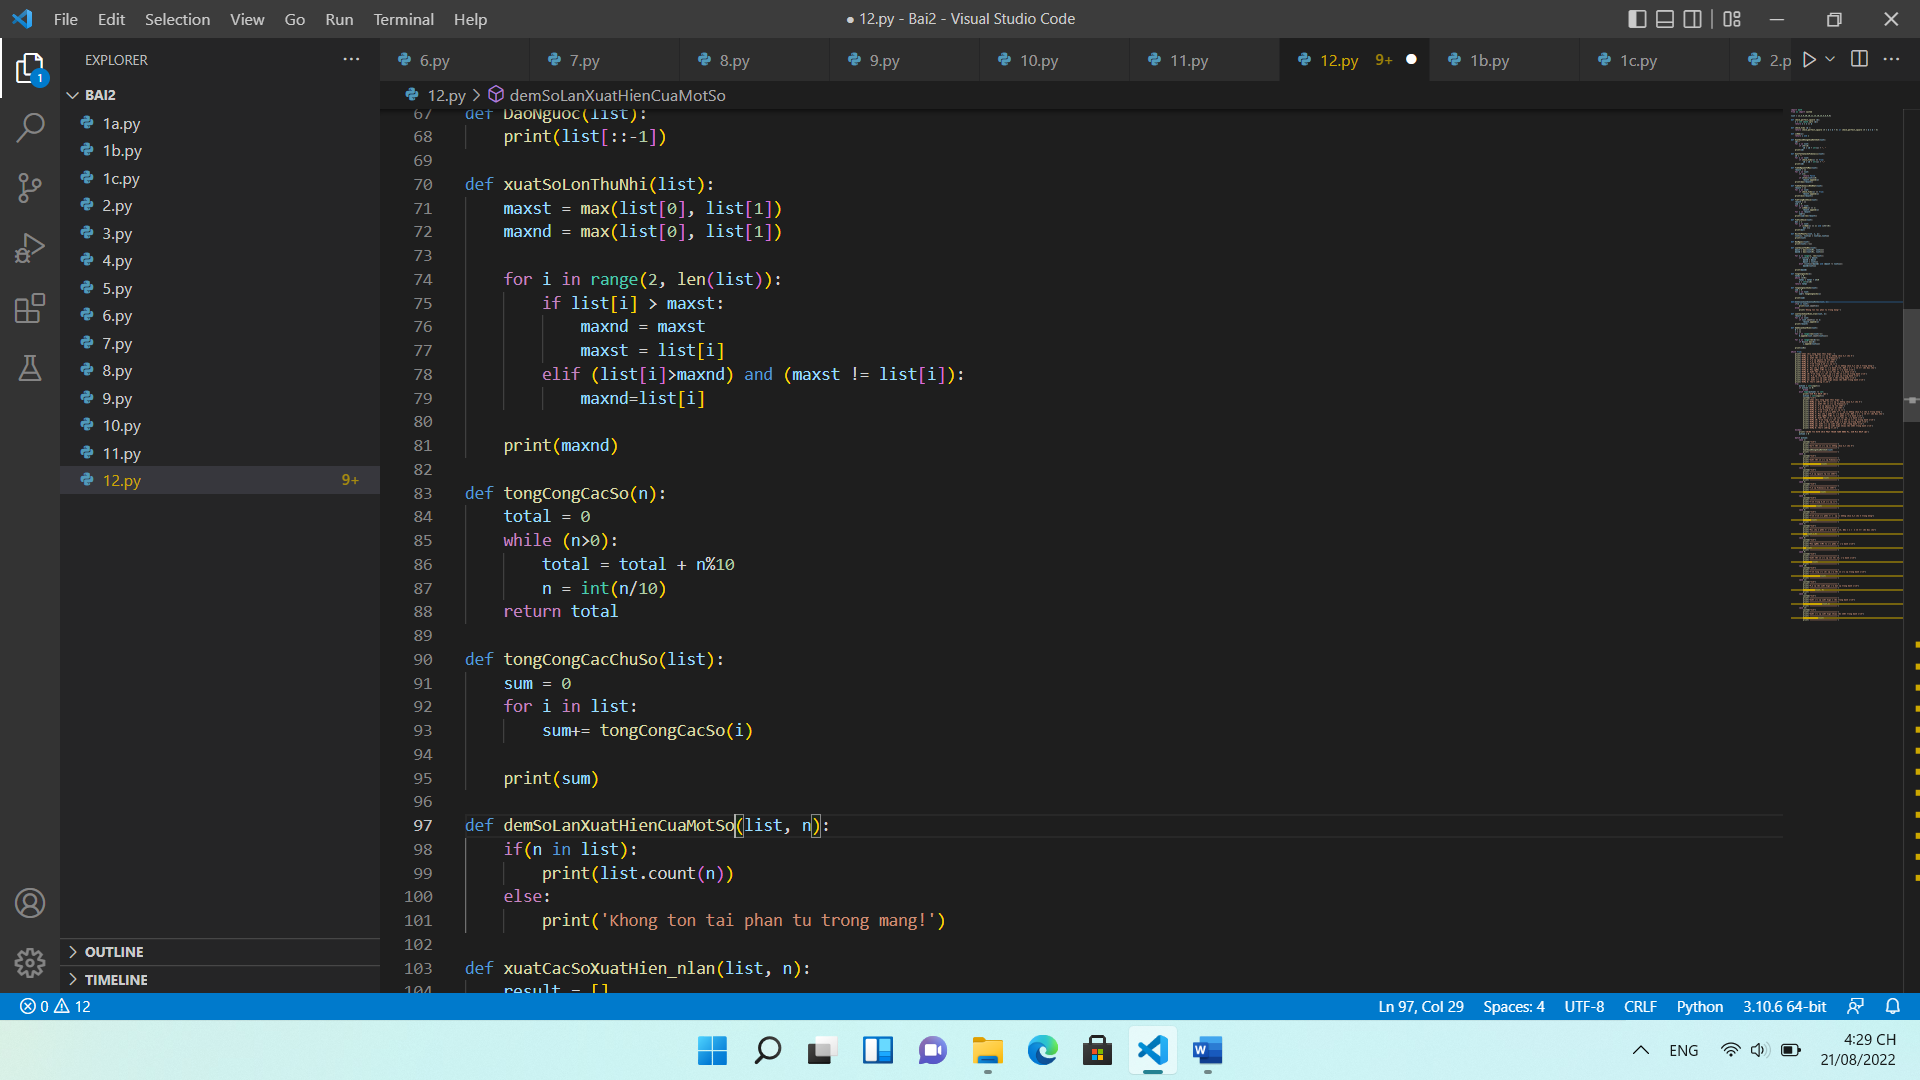 File Edit Selection View Go Run Terminal Help
● 12.py - Bai2 - Visual Studio Code
EXPLORER
6.py 7.py 8.py 9.py 10.py 11.py 12.py 9+ 1b.py 1c.py 2.p
BAI2
12.py > demSoLanXuatHienCuaMotSo
1a.py
1b.py
1c.py
2.py
3.py
4.py
5.py
6.py
7.py
8.py
9.py
10.py
11.py
12.py 9+
OUTLINE
TIMELINE
1
67 def DaoNguoc(list):
68 print(list[::-1])
69
70 def xuatSoLonThuNhi(list):
71 maxst = max(list[0], list[1])
72 maxnd = max(list[0], list[1])
73
74 for i in range(2, len(list)):
75 if list[i] > maxst:
76 maxnd = maxst
77 maxst = list[i]
78 elif (list[i]>maxnd) and (maxst != list[i]):
79 maxnd=list[i]
80
81 print(maxnd)
82
83 def tongCongCacSo(n):
84 total = 0
85 while (n>0):
86 total = total + n%10
87 n = int(n/10)
88 return total
89
90 def tongCongCacChuSo(list):
91 sum = 0
92 for i in list:
93 sum+= tongCongCacSo(i)
94
95 print(sum)
96
97 def demSoLanXuatHienCuaMotSo(list, n):
98 if(n in list):
99 print(list.count(n))
100 else:
101 print('Khong ton tai phan tu trong mang!')
102
103 def xuatCacSoXuatHien_nlan(list, n):
104 result = []
0 12
Ln 97, Col 29 Spaces: 4 UTF-8 CRLF Python 3.10.6 64-bit
ENG
4:29 CH
21/08/2022